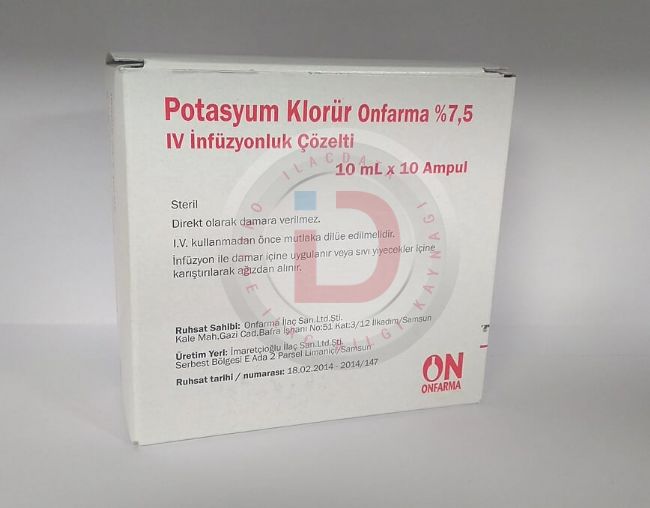 Potasyum Klorür Onfarma %7,5
IV İnfüzyonluk Çözelti
10 mL x 10 Ampul
Steril
Direkt olarak damara verilmez.
I.V. kullanmadan önce mutlaka dilüe edilmelidir.
İnfüzyon ile damar içine uygulanır veya sıvı yiyecekler içine
karıştırılarak ağızdan alınır.
Ruhsat Sahibi: Onfarma İlaç San.Ltd.Şti.
Kale Mah.Gazi Cad.Bafra İşhanı No:51 Kat:3/12 İlkadım/Samsun
Üretim Yeri: İmaretçioğlu İlaç San.Ltd.Şti.
Serbest Bölgesi E Ada 2 Parsel Limaniçi/Samsun
Ruhsat tarihi / numarası: 18.02.2014 - 2014/147
ON
ONFARMA
ILACDATA
BILGI KAYNAGI